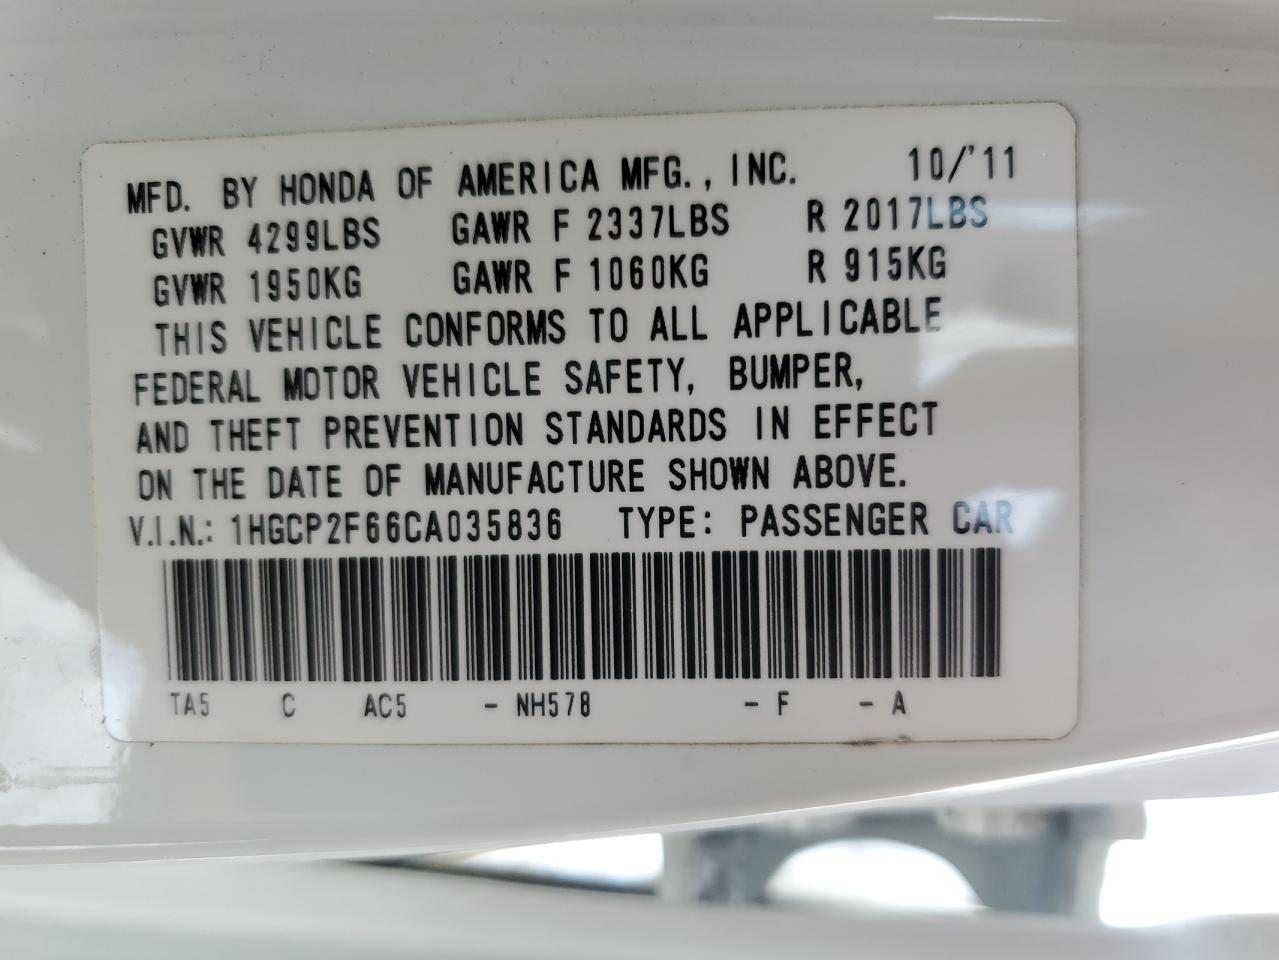 MFD. BY HONDA OF AMERICA MFG., INC. 10/'11
GVWR 4299LBS GAWR F 2337LBS R 2017LBS
GVWR 1950KG GAWR F 1060KG R 915KG
THIS VEHICLE CONFORMS TO ALL APPLICABLE
FEDERAL MOTOR VEHICLE SAFETY, BUMPER,
AND THEFT PREVENTION STANDARDS IN EFFECT
ON THE DATE OF MANUFACTURE SHOWN ABOVE.
V.I.N.: 1HGCP2F66CA035836 TYPE: PASSENGER CAR
TA5 C AC5 - NH578 - F - A